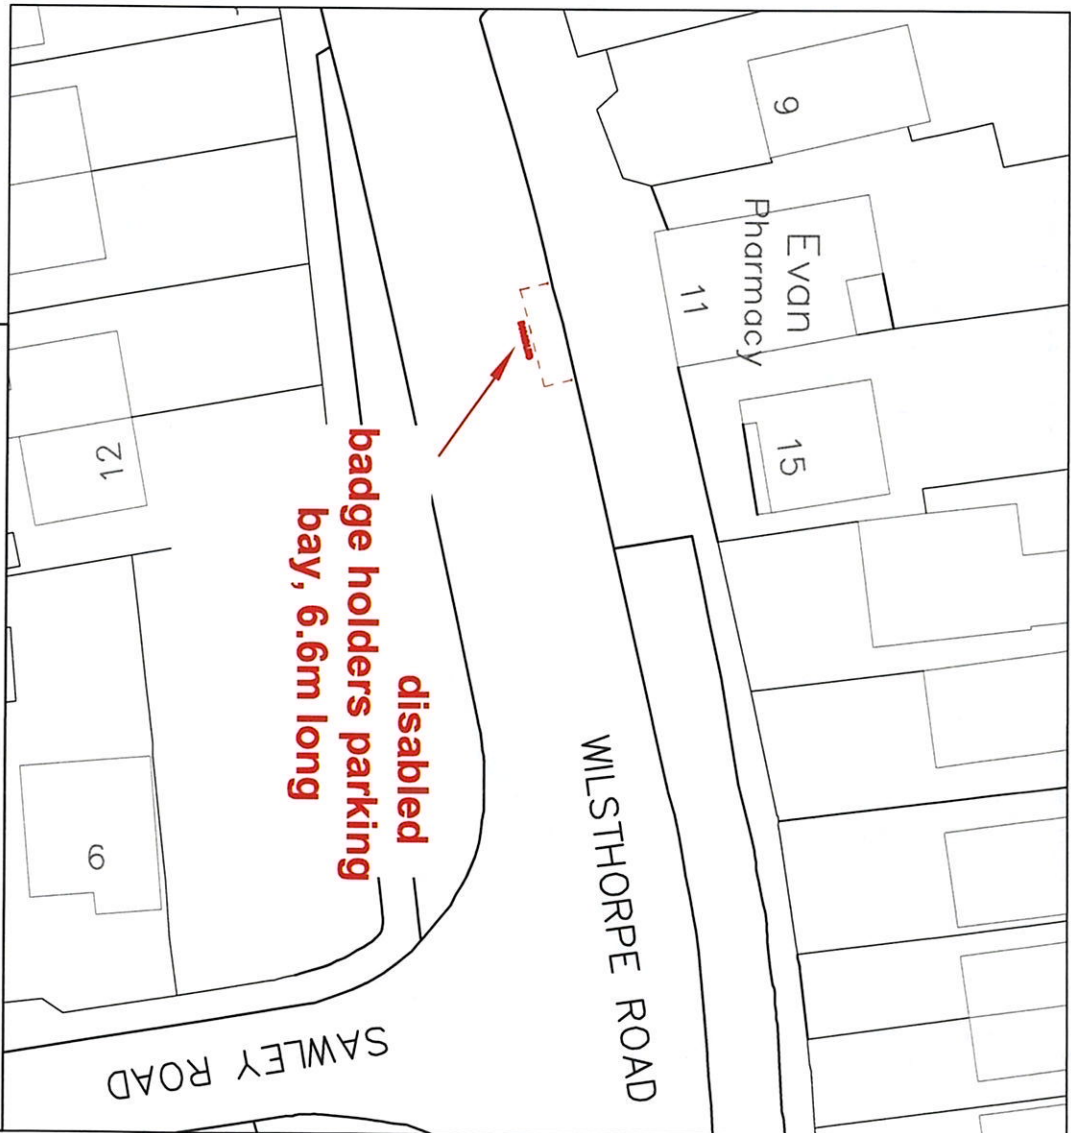 9
Evan
Pharmacy
11
15
12
6
disabled
badge holders parking
bay, 6.6m long
WILSTHORPE ROAD
SAWLEY ROAD